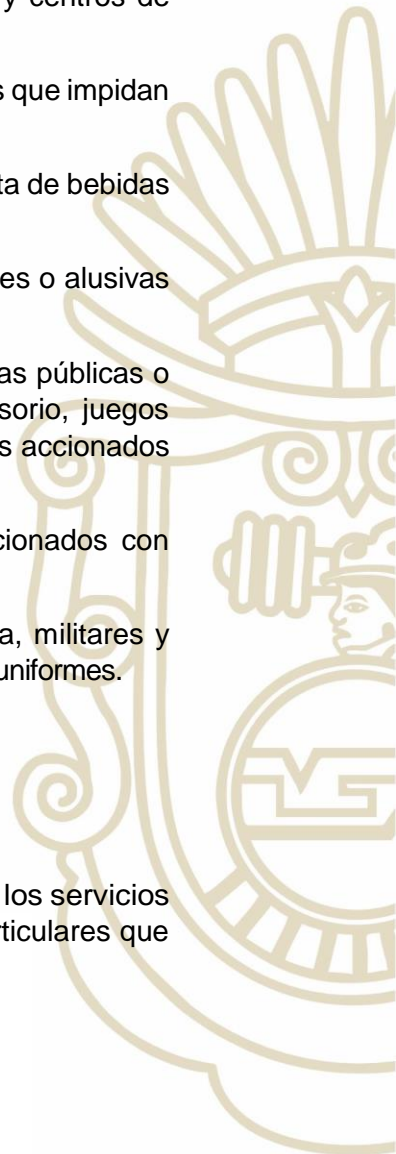 y centros de
s que impidan
ta de bebidas
es o alusivas
as públicas o
sorio, juegos
s accionados
cionados con
a, militares y
uniformes.
los servicios
rticulares que